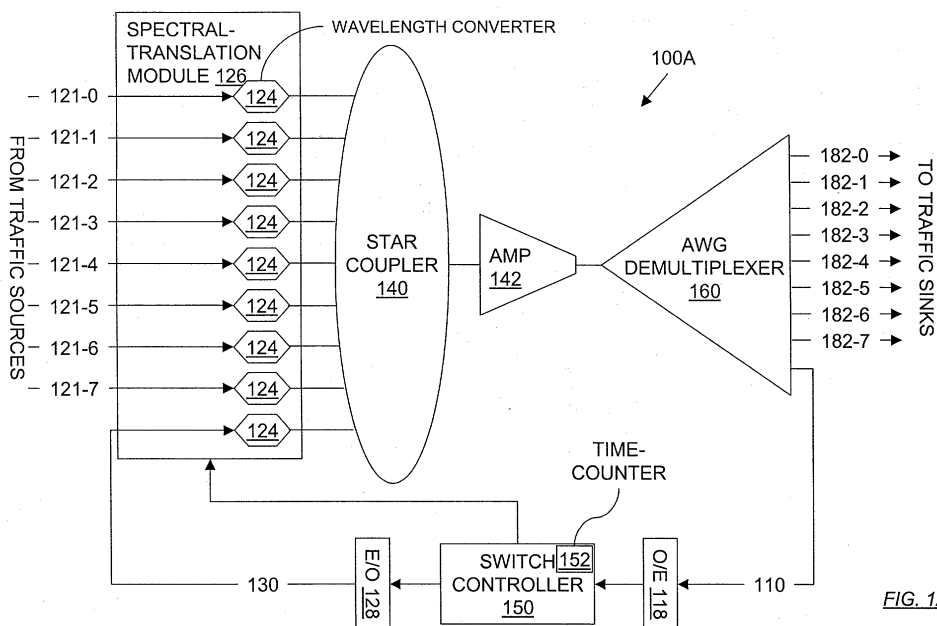 SPECTRAL-
TRANSLATION
MODULE 126
WAVELENGTH CONVERTER
100A
FROM TRAFFIC SOURCES
121-0
124
121-1
124
121-2
124
121-3
124
121-4
124
121-5
124
121-6
124
121-7
124
124
STAR
COUPLER
140
AMP
142
AWG
DEMULTIPLEXER
160
182-0
182-1
182-2
182-3
182-4
182-5
182-6
182-7
TO TRAFFIC SINKS
TIME-
COUNTER
130
E/O 128
SWITCH 152
CONTROLLER
150
O/E 118
110